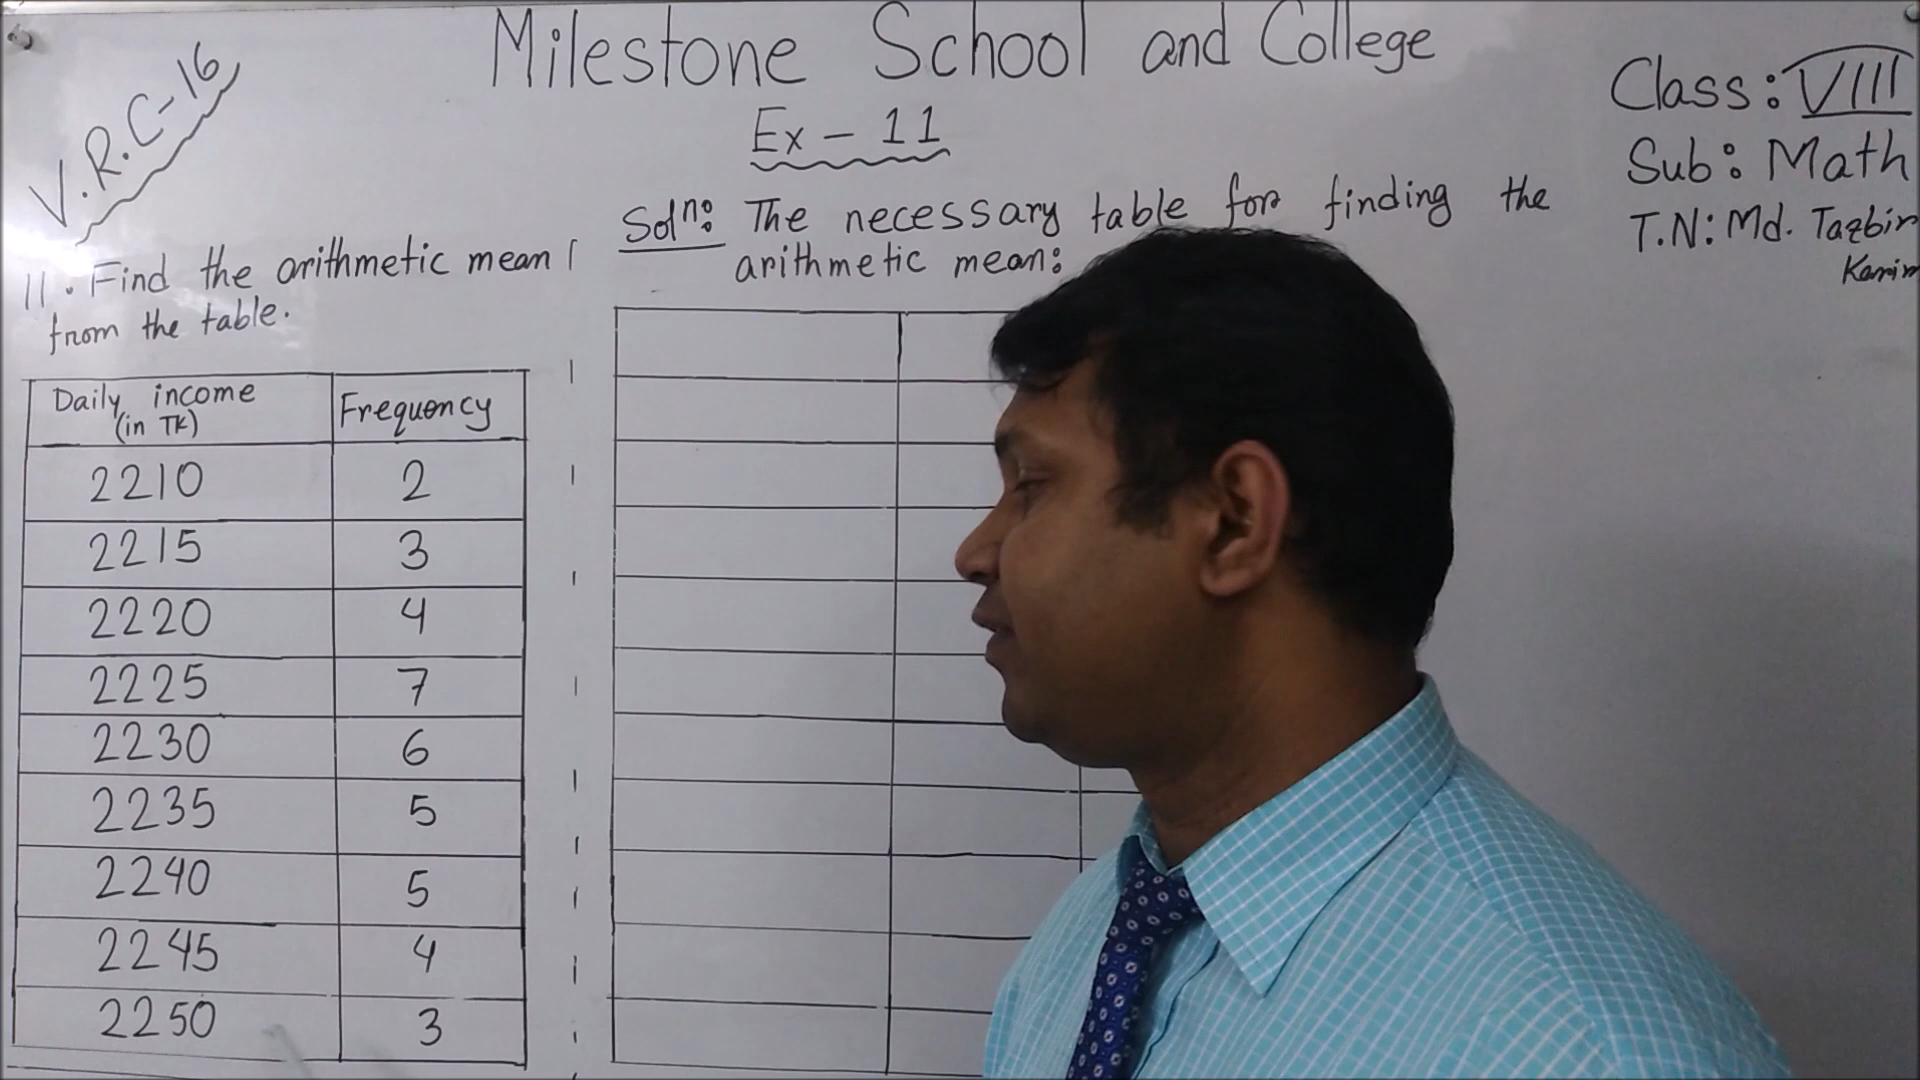 Milestone School and College
V.R.C-16
Ex - 11
Class: VIII
Sub: Math
T.N: Md. Tazbir
Karim
11. Find the arithmetic mean
from the table.
Daily income (in TK) Frequency
2210 2
2215 3
2220 4
2225 7
2230 6
2235 5
2240 5
2245 4
2250 3
Solⁿ: The necessary table for finding the
arithmetic mean: